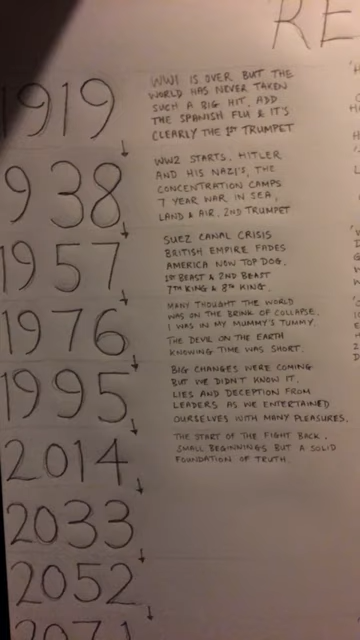 RE
1919
WW1 IS OVER BUT THE
WORLD HAS NEVER TAKEN
SUCH A BIG HIT. ADD
THE SPANISH FLU & IT'S
CLEARLY THE 1ST TRUMPET
938
WW2 STARTS. HITLER
AND HIS NAZI'S, THE
CONCENTRATION CAMPS
7 YEAR WAR IN SEA,
LAND & AIR. 2ND TRUMPET
1957
SUEZ CANAL CRISIS
BRITISH EMPIRE FADES
AMERICA NOW TOP DOG.
1ST BEAST & 2ND BEAST
7TH KING & 8TH KING.
1976
MANY THOUGHT THE WORLD
WAS ON THE BRINK OF COLLAPSE.
I WAS IN MY MUMMY'S TUMMY.
THE DEVIL ON THE EARTH
KNOWING TIME WAS SHORT.
1995
BIG CHANGES WERE COMING
BUT WE DIDN'T KNOW IT.
LIES AND DECEPTION FROM
LEADERS AS WE ENTERTAINED
OURSELVES WITH MANY PLEASURES.
2014
THE START OF THE FIGHT BACK.
SMALL BEGINNINGS BUT A SOLID
FOUNDATION OF TRUTH.
2033
2052
2071